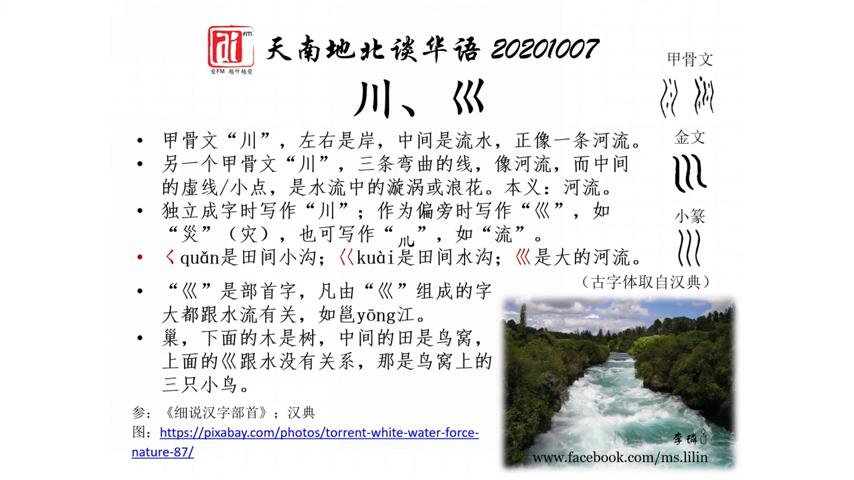 ai fm
爱FM 越听越爱
天南地北谈华语 20201007
川、巛
甲骨文
• 甲骨文“川”，左右是岸，中间是流水，正像一条河流。
• 另一个甲骨文“川”，三条弯曲的线，像河流，而中间
的虚线/小点，是水流中的漩涡或浪花。本义：河流。
金文
• 独立成字时写作“川”；作为偏旁时写作“巛”，如
“災”（灾），也可写作“㐬”，如“流”。
小篆
• くquǎn是田间小沟；巜kuài是田间水沟；巛是大的河流。
（古字体取自汉典）
• “巛”是部首字，凡由“巛”组成的字
大都跟水流有关，如邕yōng江。
• 巢，下面的木是树，中间的田是鸟窝，
上面的巛跟水没有关系，那是鸟窝上的
三只小鸟。
参：《细说汉字部首》；汉典
图：https://pixabay.com/photos/torrent-white-water-force-
nature-87/
李璘
www.facebook.com/ms.lilin